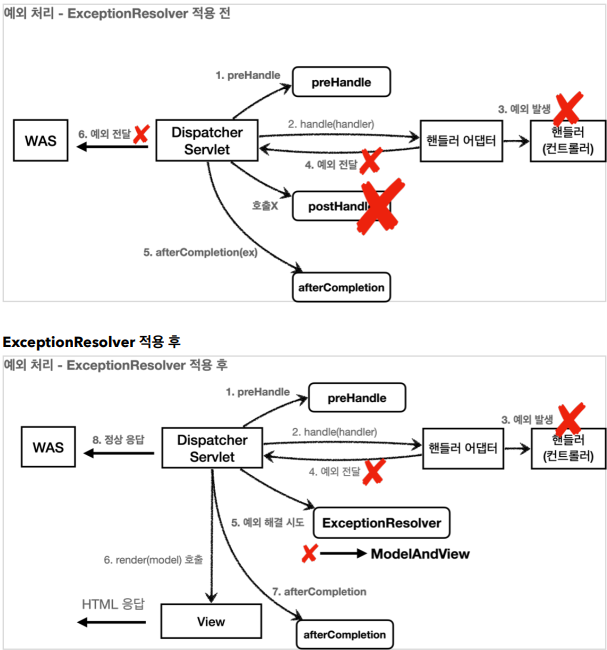 예외 처리 - ExceptionResolver 적용 전
1. preHandle
preHandle
3. 예외 발생
WAS
6. 예외 전달
Dispatcher
Servlet
2. handle(handler)
4. 예외 전달
핸들러 어댑터
핸들러
(컨트롤러)
호출X
postHandle
5. afterCompletion(ex)
afterCompletion
ExceptionResolver 적용 후
예외 처리 - ExceptionResolver 적용 후
1. preHandle
preHandle
3. 예외 발생
WAS
8. 정상 응답
Dispatcher
Servlet
2. handle(handler)
4. 예외 전달
핸들러 어댑터
핸들러
(컨트롤러)
5. 예외 해결 시도
ExceptionResolver
ModelAndView
6. render(model) 호출
7. afterCompletion
HTML 응답
View
afterCompletion